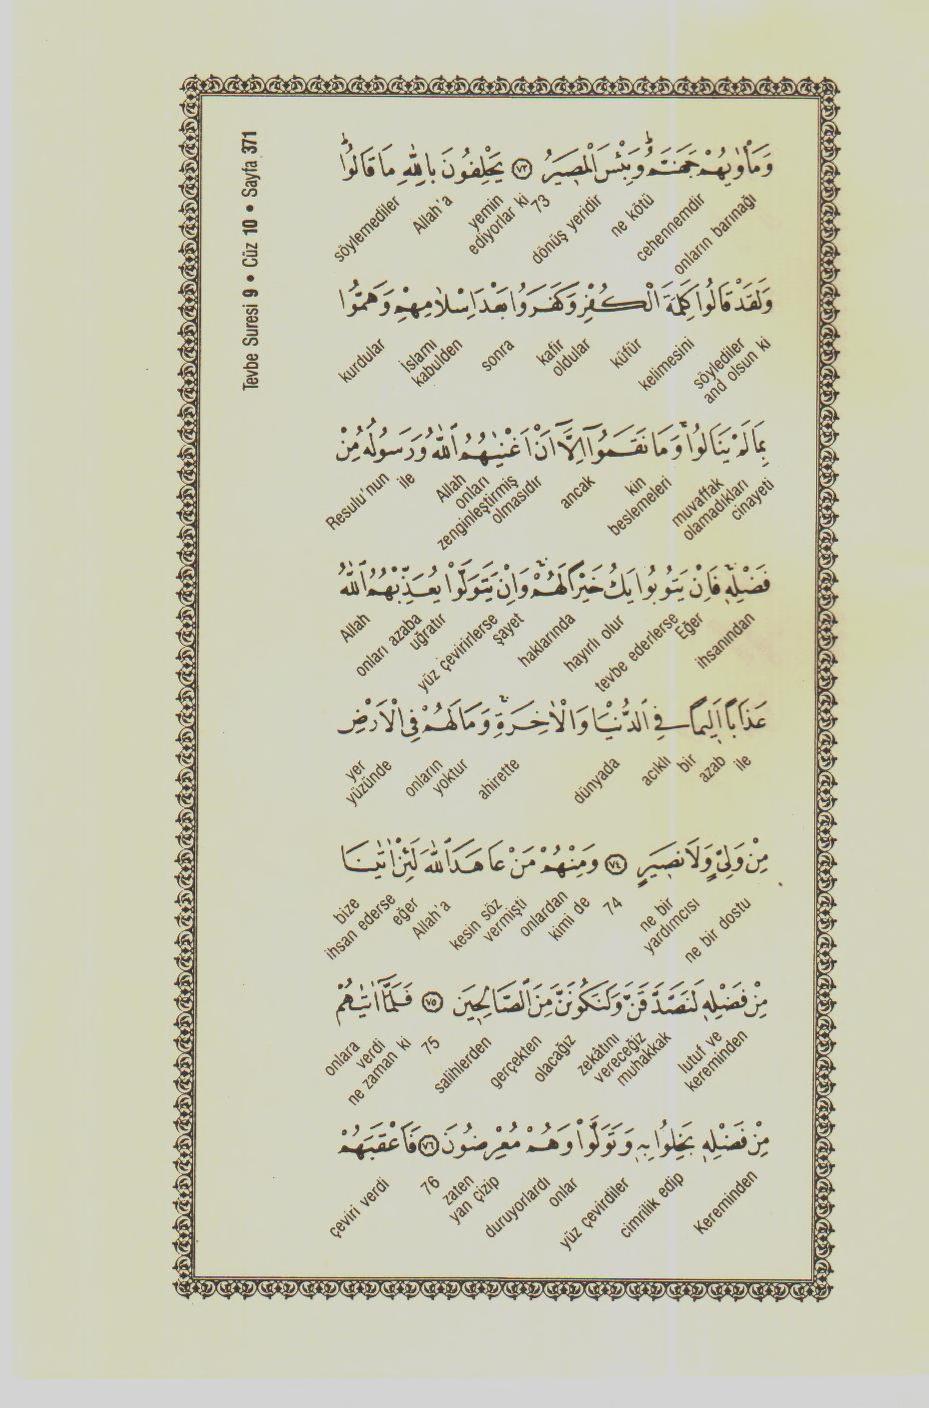 Tevbe Suresi 9 • Cüz 10 • Sayfa 371
وَمَأْوٰيهُمْ جَهَنَّمُۜ وَبِئْسَ الْمَصٖيرُ ﴿٧٣﴾ يَحْلِفُونَ بِاللّٰهِ مَا قَالُواۜ
onların barınağı cehennemdir ne kötü dönüş yeridir 73 yemin ediyorlar ki Allah'a söylemediler
وَلَقَدْ قَالُوا كَلِمَةَ الْكُفْرِ وَكَفَرُوا بَعْدَ اِسْلَامِهِمْ وَهَمُّوا
söylediler and olsun ki kelimesini küfür kafir oldular sonra İslamı kabulden kurdular
بِمَا لَمْ يَنَالُواۚ وَمَا نَقَمُٓوا اِلَّٓا اَنْ اَغْنٰيهُمُ اللّٰهُ وَرَسُولُهُ مِنْ
muvaffak olamadıkları cinayeti kin beslemeleri ancak Allah onları zenginleştirmiş olmasıdır ile Resulu'nun
فَضْلِهٖۚ فَاِنْ يَتُوبُوا يَكُ خَيْرًا لَهُمْۚ وَاِنْ يَتَوَلَّوْا يُعَذِّبْهُمُ اللّٰهُ
ihsanından Eğer tevbe ederlerse hayırlı olur haklarında şayet yüz çevirirlerse onları azaba uğratır Allah
عَذَابًا اَلٖيمًا فِي الدُّنْيَا وَالْاٰخِرَةِۚ وَمَا لَهُمْ فِي الْاَرْضِ
ile azab bir acıklı dünyada ahirette onların yoktur yer yüzünde
مِنْ وَلِيٍّ وَلَا نَصٖيرٍ ﴿٧٤﴾ وَمِنْهُمْ مَنْ عَاهَدَ اللّٰهَ لَئِنْ اٰتٰينَا
ne bir dostu ne bir yardımcısı 74 onlardan kimi de kesin söz vermişti Allah'a eğer ihsan ederse bize
مِنْ فَضْلِهٖ لَنَصَّدَّقَنَّ وَلَنَكُونَنَّ مِنَ الصَّالِحٖينَ ﴿٧٥﴾ فَلَمَّٓا اٰتٰيهُمْ
lutuf ve kereminden zekâtını vereceğiz muhakkak olacağız gerçekten salihlerden 75 ne zaman ki verdi onlara
مِنْ فَضْلِهٖ بَخِلُوا بِهٖ وَتَوَلَّوْا وَهُمْ مُعْرِضُونَ ﴿٧٦﴾ فَاَعْقَبَهُمْ
Kereminden cimrilik edip yüz çevirdiler onlar duruyorlardı zaten yan çizip 76 çeviri verdi